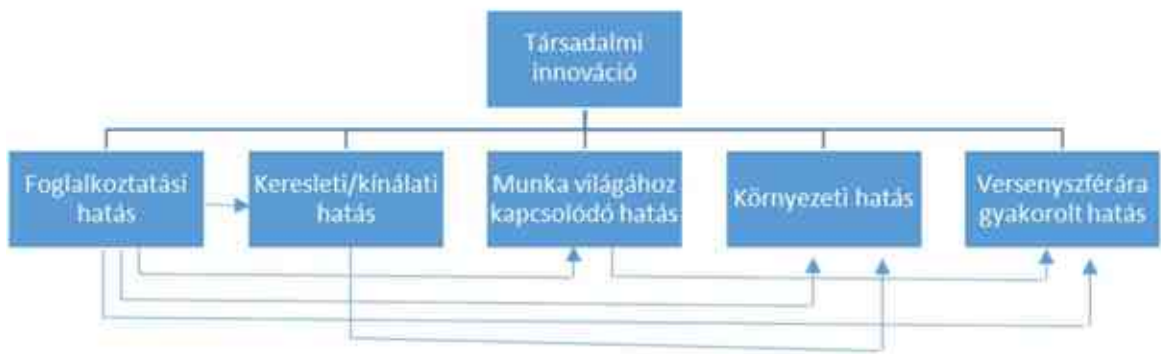 Társadalmi
innováció
Foglalkoztatási
hatás
Keresleti/kínálati
hatás
Munka világához
kapcsolódó hatás
Környezeti hatás
Versenyszférára
gyakorolt hatás